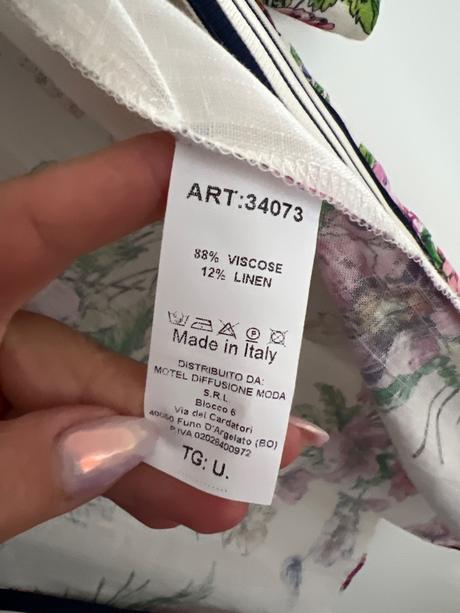 ART:34073
88% VISCOSE
12% LINEN
Made in Italy
DISTRIBUITO DA:
MOTEL DIFFUSIONE MODA
S.R.L.
Blocco 6
Via dei Cardatori
40050 Funo D'Argelato (BO)
P.IVA 02028400972
TG: U.